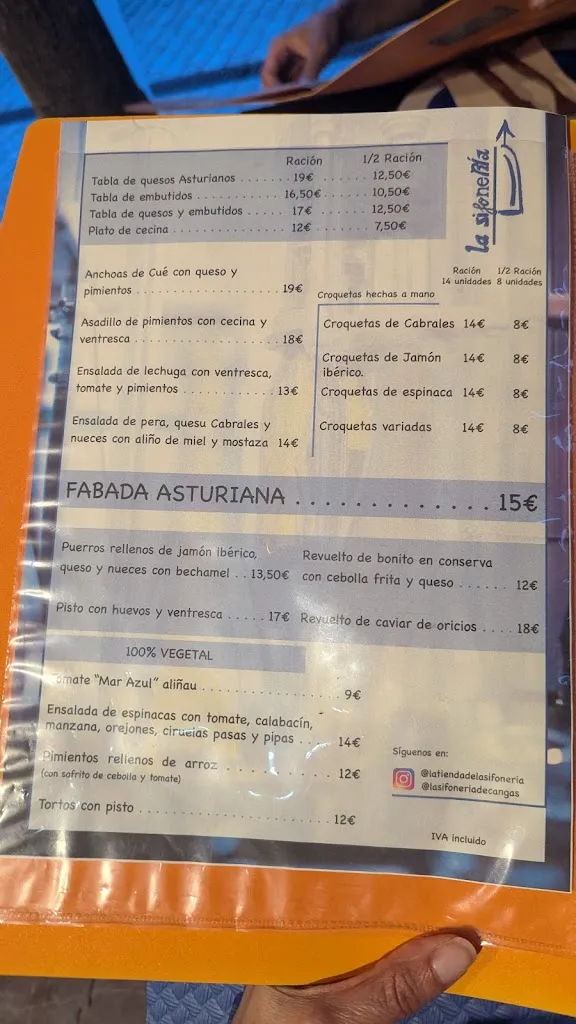 la sifonería
Ración 1/2 Ración
Tabla de quesos Asturianos ....... 19€ ...... 12,50€
Tabla de embutidos ............ 16,50€ ...... 10,50€
Tabla de quesos y embutidos ..... 17€ ...... 12,50€
Plato de cecina ................ 12€ ...... 7,50€
Anchoas de Cué con queso y
pimientos ...................... 19€
Asadillo de pimientos con cecina y
ventresca ...................... 18€
Ensalada de lechuga con ventresca,
tomate y pimientos ............. 13€
Ensalada de pera, quesu Cabrales y
nueces con aliño de miel y mostaza 14€
Ración 1/2 Ración
14 unidades 8 unidades
Croquetas hechas a mano
Croquetas de Cabrales 14€ 8€
Croquetas de Jamón 14€ 8€
ibérico.
Croquetas de espinaca 14€ 8€
Croquetas variadas 14€ 8€
FABADA ASTURIANA ............. 15€
Puerros rellenos de jamón ibérico,
queso y nueces con bechamel .. 13,50€
Pisto con huevos y ventresca ..... 17€
Revuelto de bonito en conserva
con cebolla frita y queso ...... 12€
Revuelto de caviar de oricios .... 18€
100% VEGETAL
Tomate "Mar Azul" aliñau .................. 9€
Ensalada de espinacas con tomate, calabacín,
manzana, orejones, ciruelas pasas y pipas ... 14€
Pimientos rellenos de arroz ............... 12€
(con sofrito de cebolla y tomate)
Tortos con pisto .......................... 12€
Síguenos en:
@latiendadelasifoneria
@lasifoneriadecangas
IVA incluido